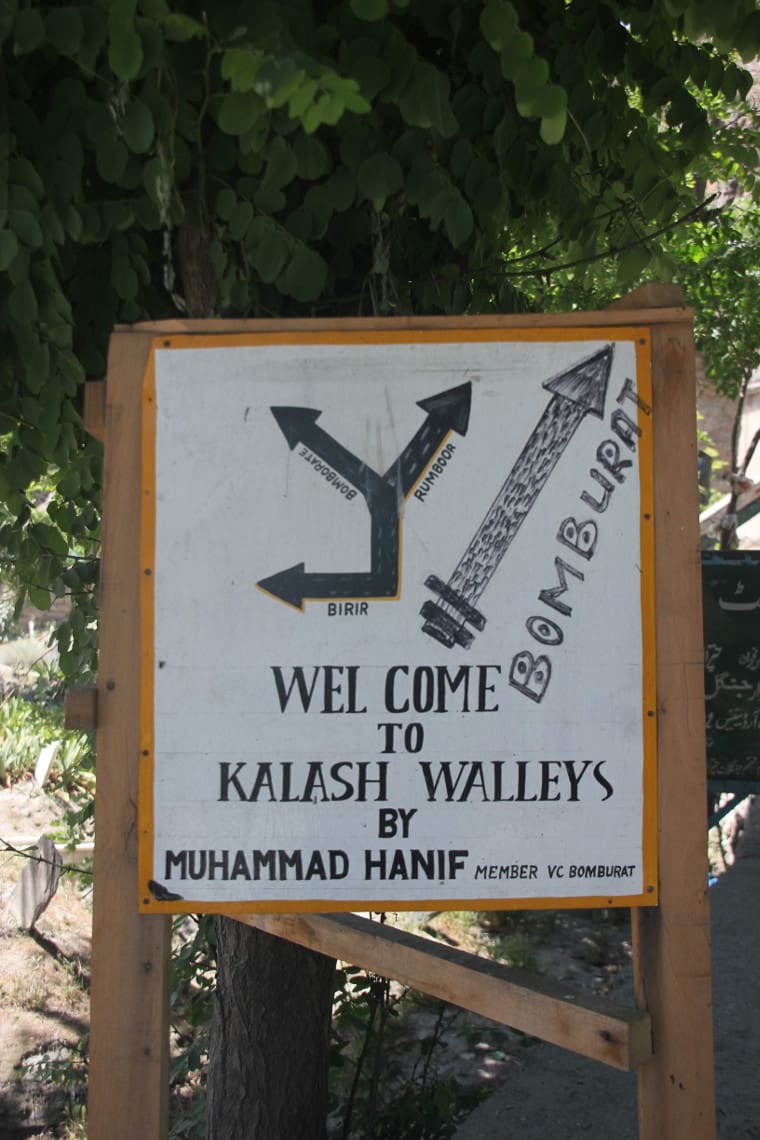 BOMBORATE
RUMBOOR
BIRIR
BOMBURAT
WEL COME
TO
KALASH WALLEYS
BY
MUHAMMAD HANIF MEMBER VC BOMBURAT